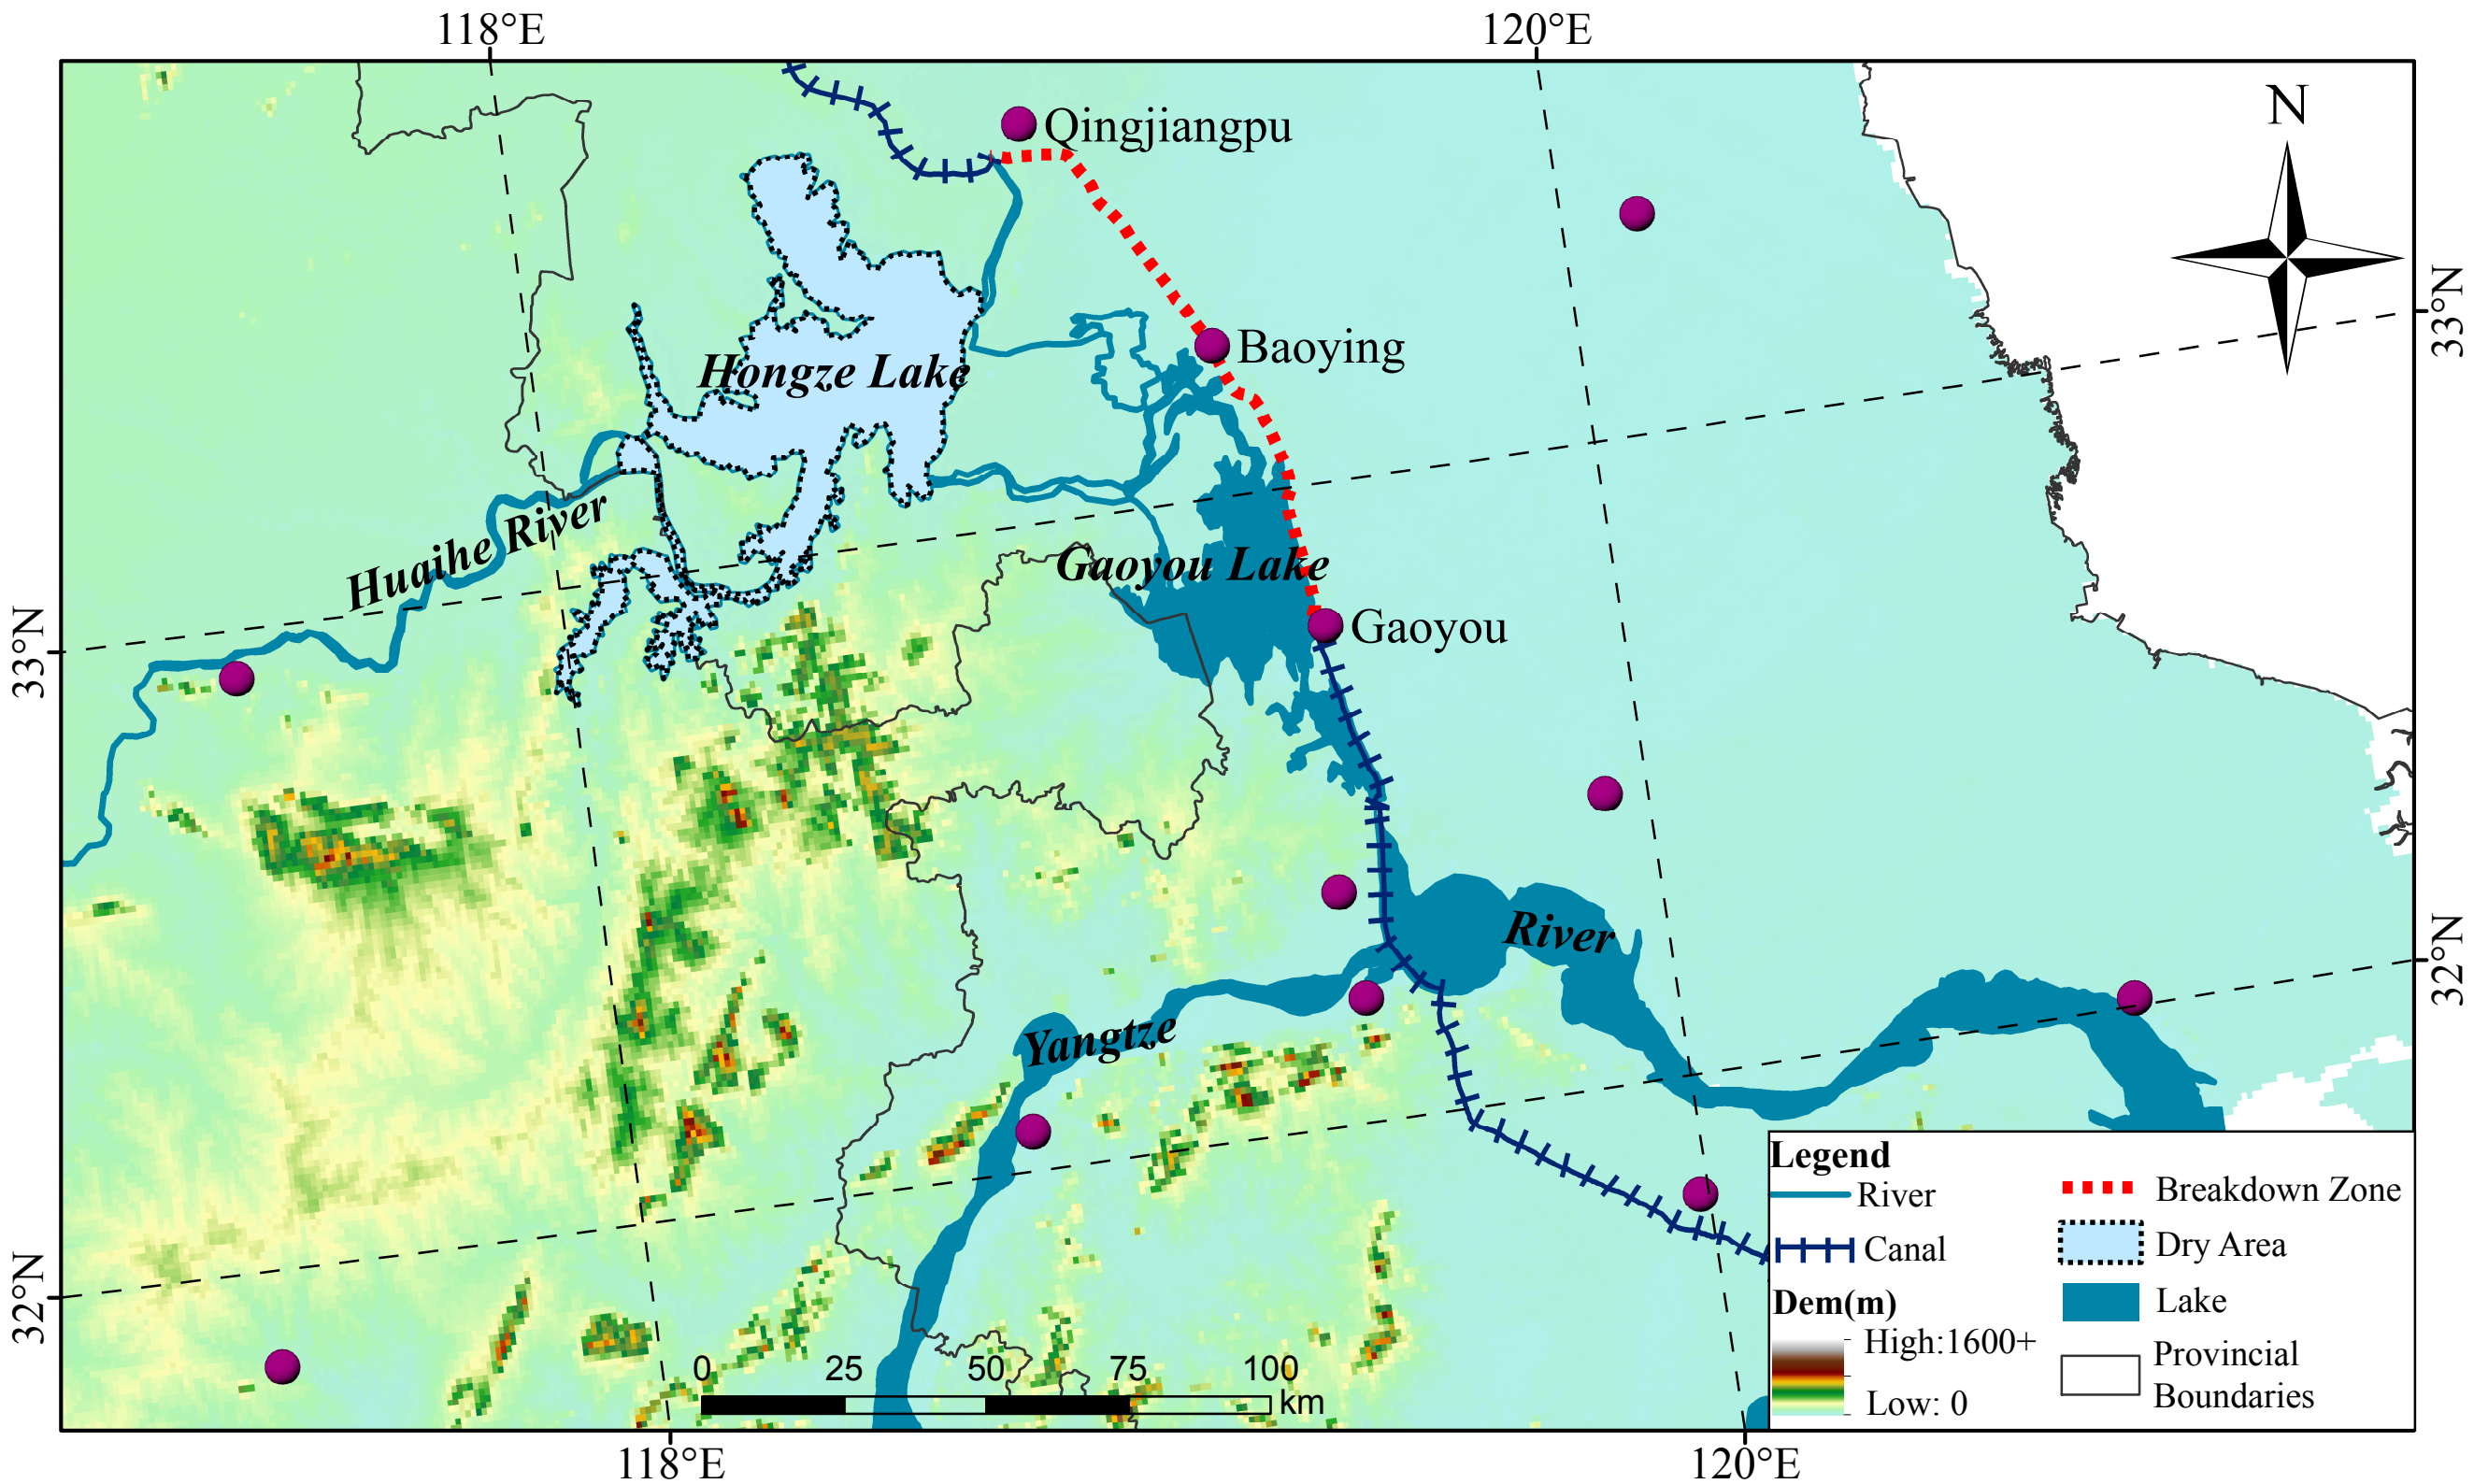 118°E
120°E
N
Qingjiangpu
33°N
Baoying
Hongze Lake
Huaihe River
Gaoyou Lake
Gaoyou
33°N
River
32°N
Yangtze
Legend
River
Breakdown Zone
Canal
Dry Area
Dem(m)
Lake
High:1600+
Low: 0
Provincial
Boundaries
32°N
0 25 50 75 100
km
118°E
120°E